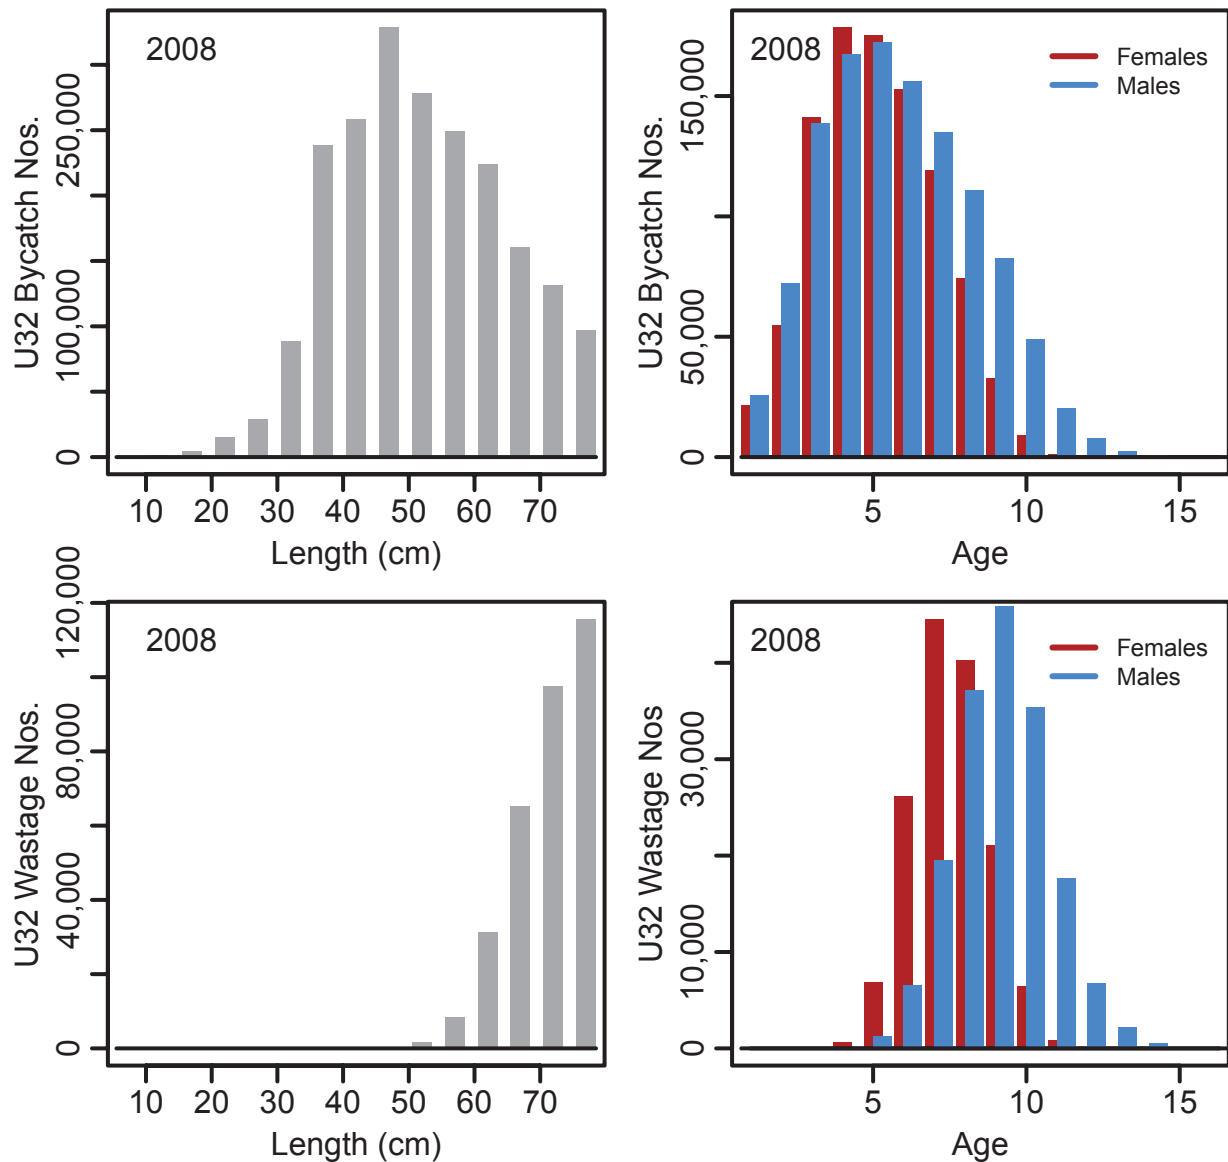 2008
U32 Bycatch Nos.
0
100,000
250,000
10 20 30 40 50 60 70
Length (cm)
2008
Females
Males
U32 Bycatch Nos.
0
50,000
150,000
5 10 15
Age
2008
U32 Wastage Nos.
0
40,000
80,000
120,000
10 20 30 40 50 60 70
Length (cm)
2008
Females
Males
U32 Wastage Nos
0
10,000
30,000
5 10 15
Age